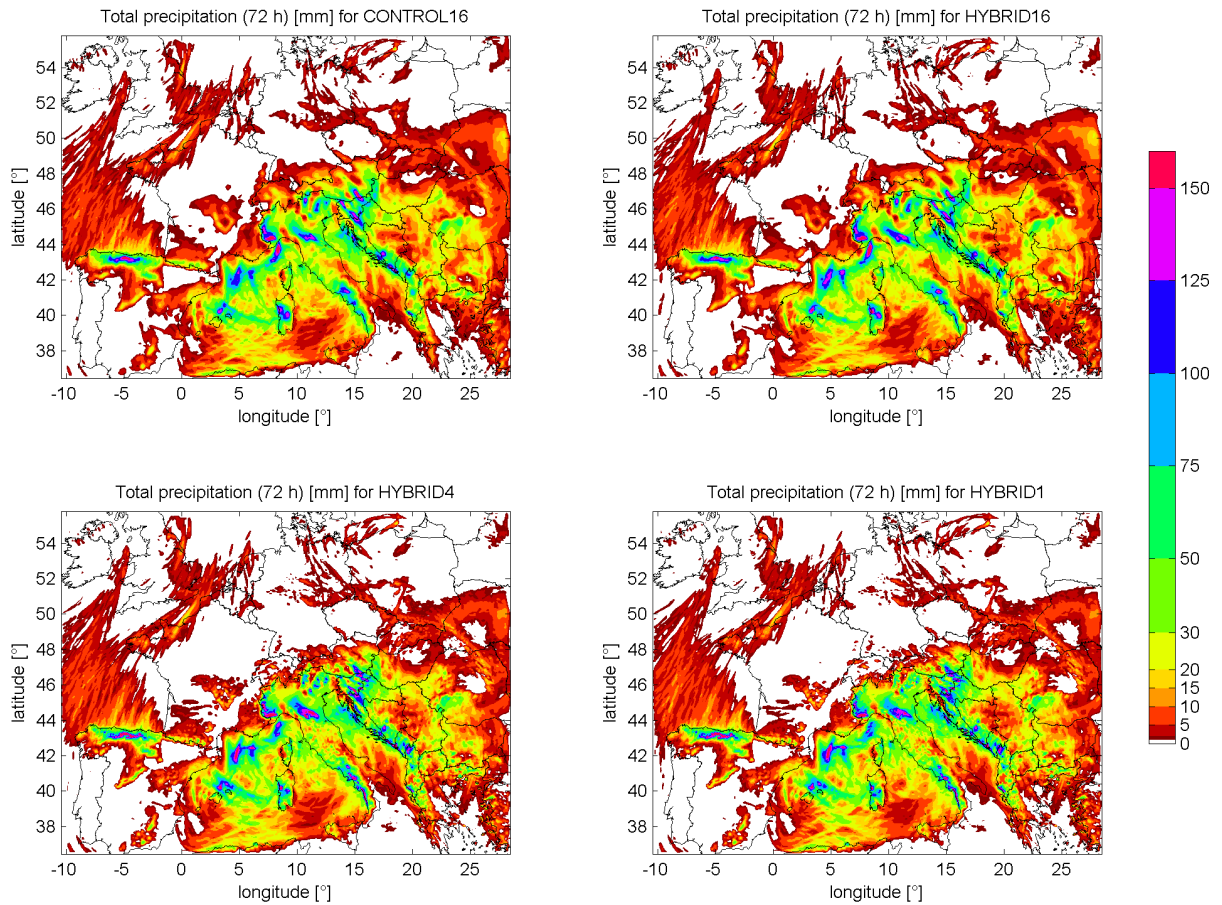 Total precipitation (72 h) [mm] for CONTROL16
Total precipitation (72 h) [mm] for HYBRID16
54
52
50
48
46
44
42
40
38
latitude [°]
-10 -5 0 5 10 15 20 25
longitude [°]
54
52
50
48
46
44
42
40
38
latitude [°]
-10 -5 0 5 10 15 20 25
longitude [°]
150
125
100
75
50
30
20
15
10
5
0
Total precipitation (72 h) [mm] for HYBRID4
Total precipitation (72 h) [mm] for HYBRID1
54
52
50
48
46
44
42
40
38
latitude [°]
-10 -5 0 5 10 15 20 25
longitude [°]
54
52
50
48
46
44
42
40
38
latitude [°]
-10 -5 0 5 10 15 20 25
longitude [°]